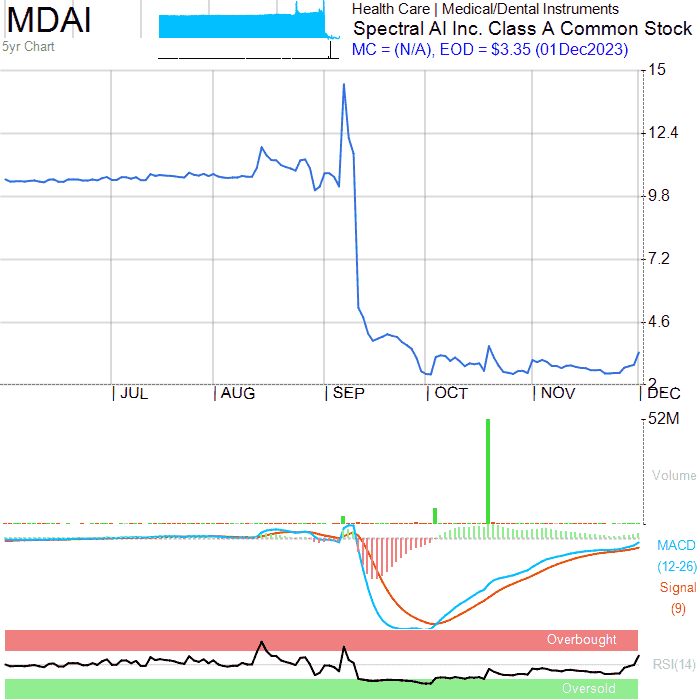 MDAI
5yr Chart
Health Care | Medical/Dental Instruments
Spectral AI Inc. Class A Common Stock
MC = (N/A), EOD = $3.35 (01Dec2023)
15
12.4
9.8
7.2
4.6
2
JUL AUG SEP OCT NOV DEC
52M
Volume
MACD
(12-26)
Signal
(9)
Overbought
RSI(14)
Oversold